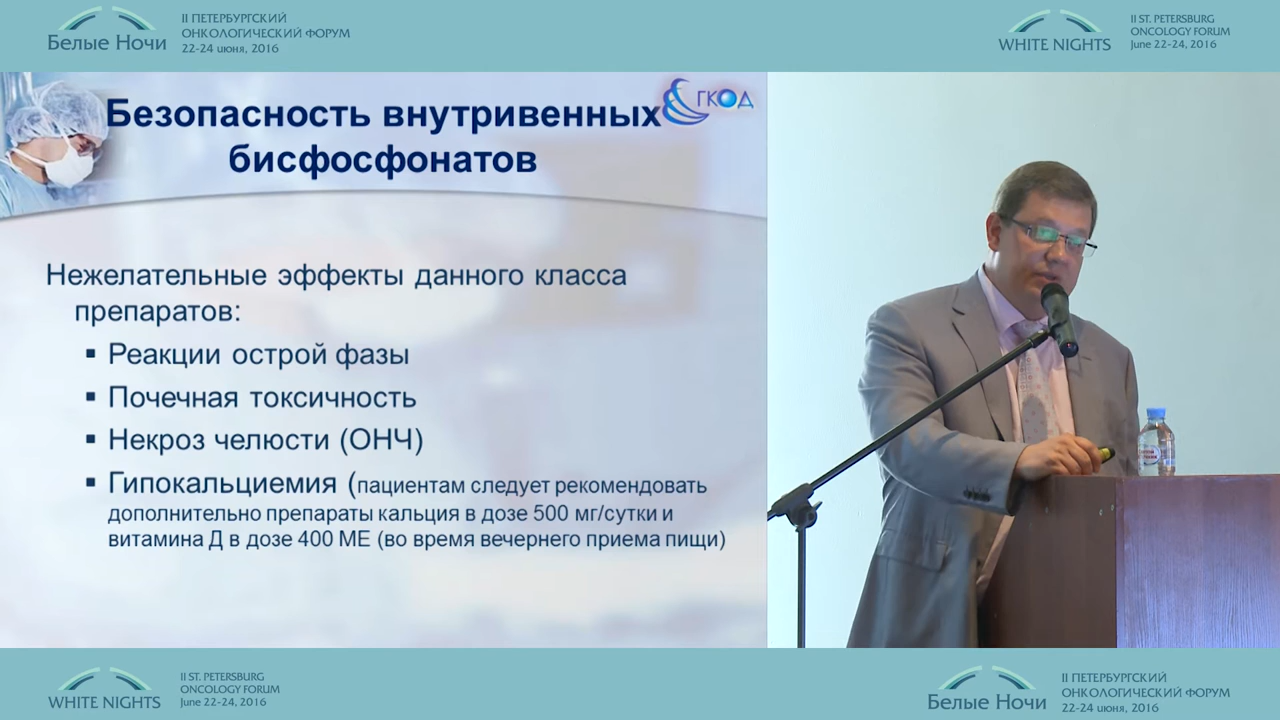 Белые Ночи
II ПЕТЕРБУРГСКИЙ
ОНКОЛОГИЧЕСКИЙ ФОРУМ
22-24 июня, 2016
WHITE NIGHTS
II ST. PETERSBURG
ONCOLOGY FORUM
June 22-24, 2016
ГКОД
Безопасность внутривенных
бисфосфонатов
Нежелательные эффекты данного класса
препаратов:
▪ Реакции острой фазы
▪ Почечная токсичность
▪ Некроз челюсти (ОНЧ)
▪ Гипокальциемия (пациентам следует рекомендовать
дополнительно препараты кальция в дозе 500 мг/сутки и
витамина Д в дозе 400 МЕ (во время вечернего приема пищи)
WHITE NIGHTS
II ST. PETERSBURG
ONCOLOGY FORUM
June 22-24, 2016
Белые Ночи
II ПЕТЕРБУРГСКИЙ
ОНКОЛОГИЧЕСКИЙ ФОРУМ
22-24 июня, 2016